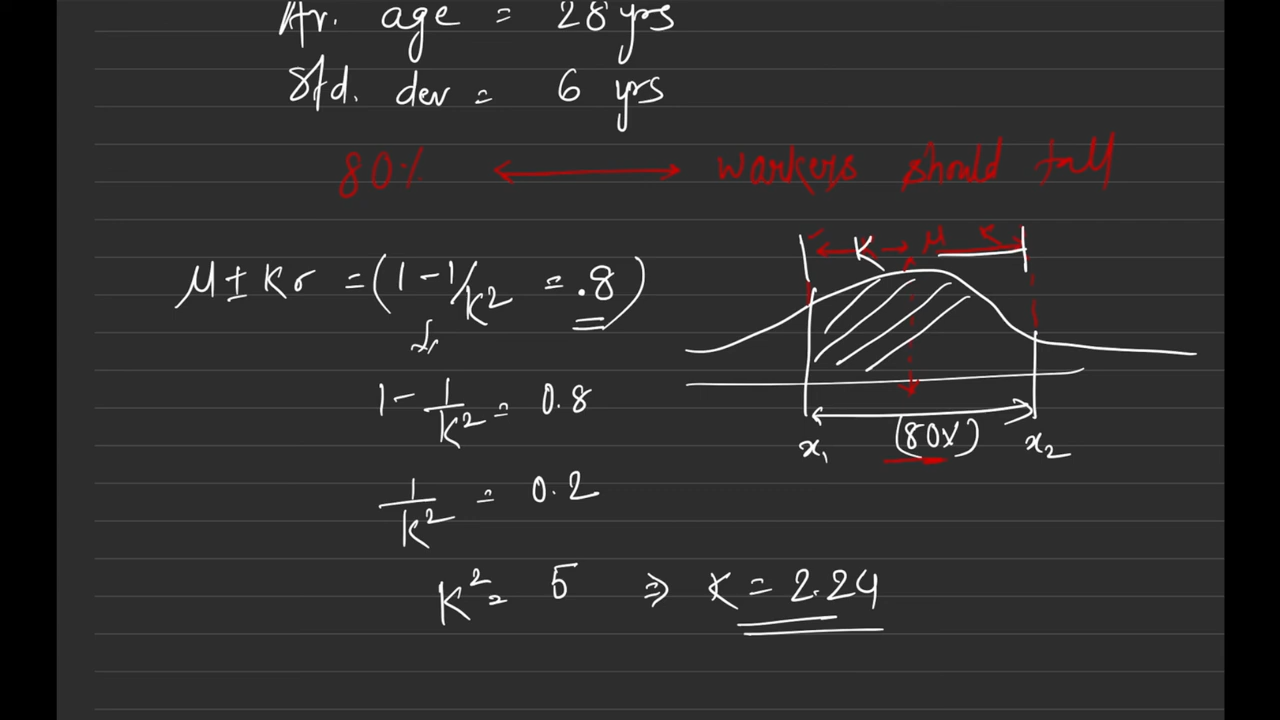 Av. age = 28 yrs
Std. dev = 6 yrs
80% ⟷ workers should fall
μ ± Kσ = (1 - 1/K² = .8)
K μ K
1 - 1/K² = 0.8
(80%)
x₁ x₂
1/K² = 0.2
K² = 5 ⇒ K = 2.24